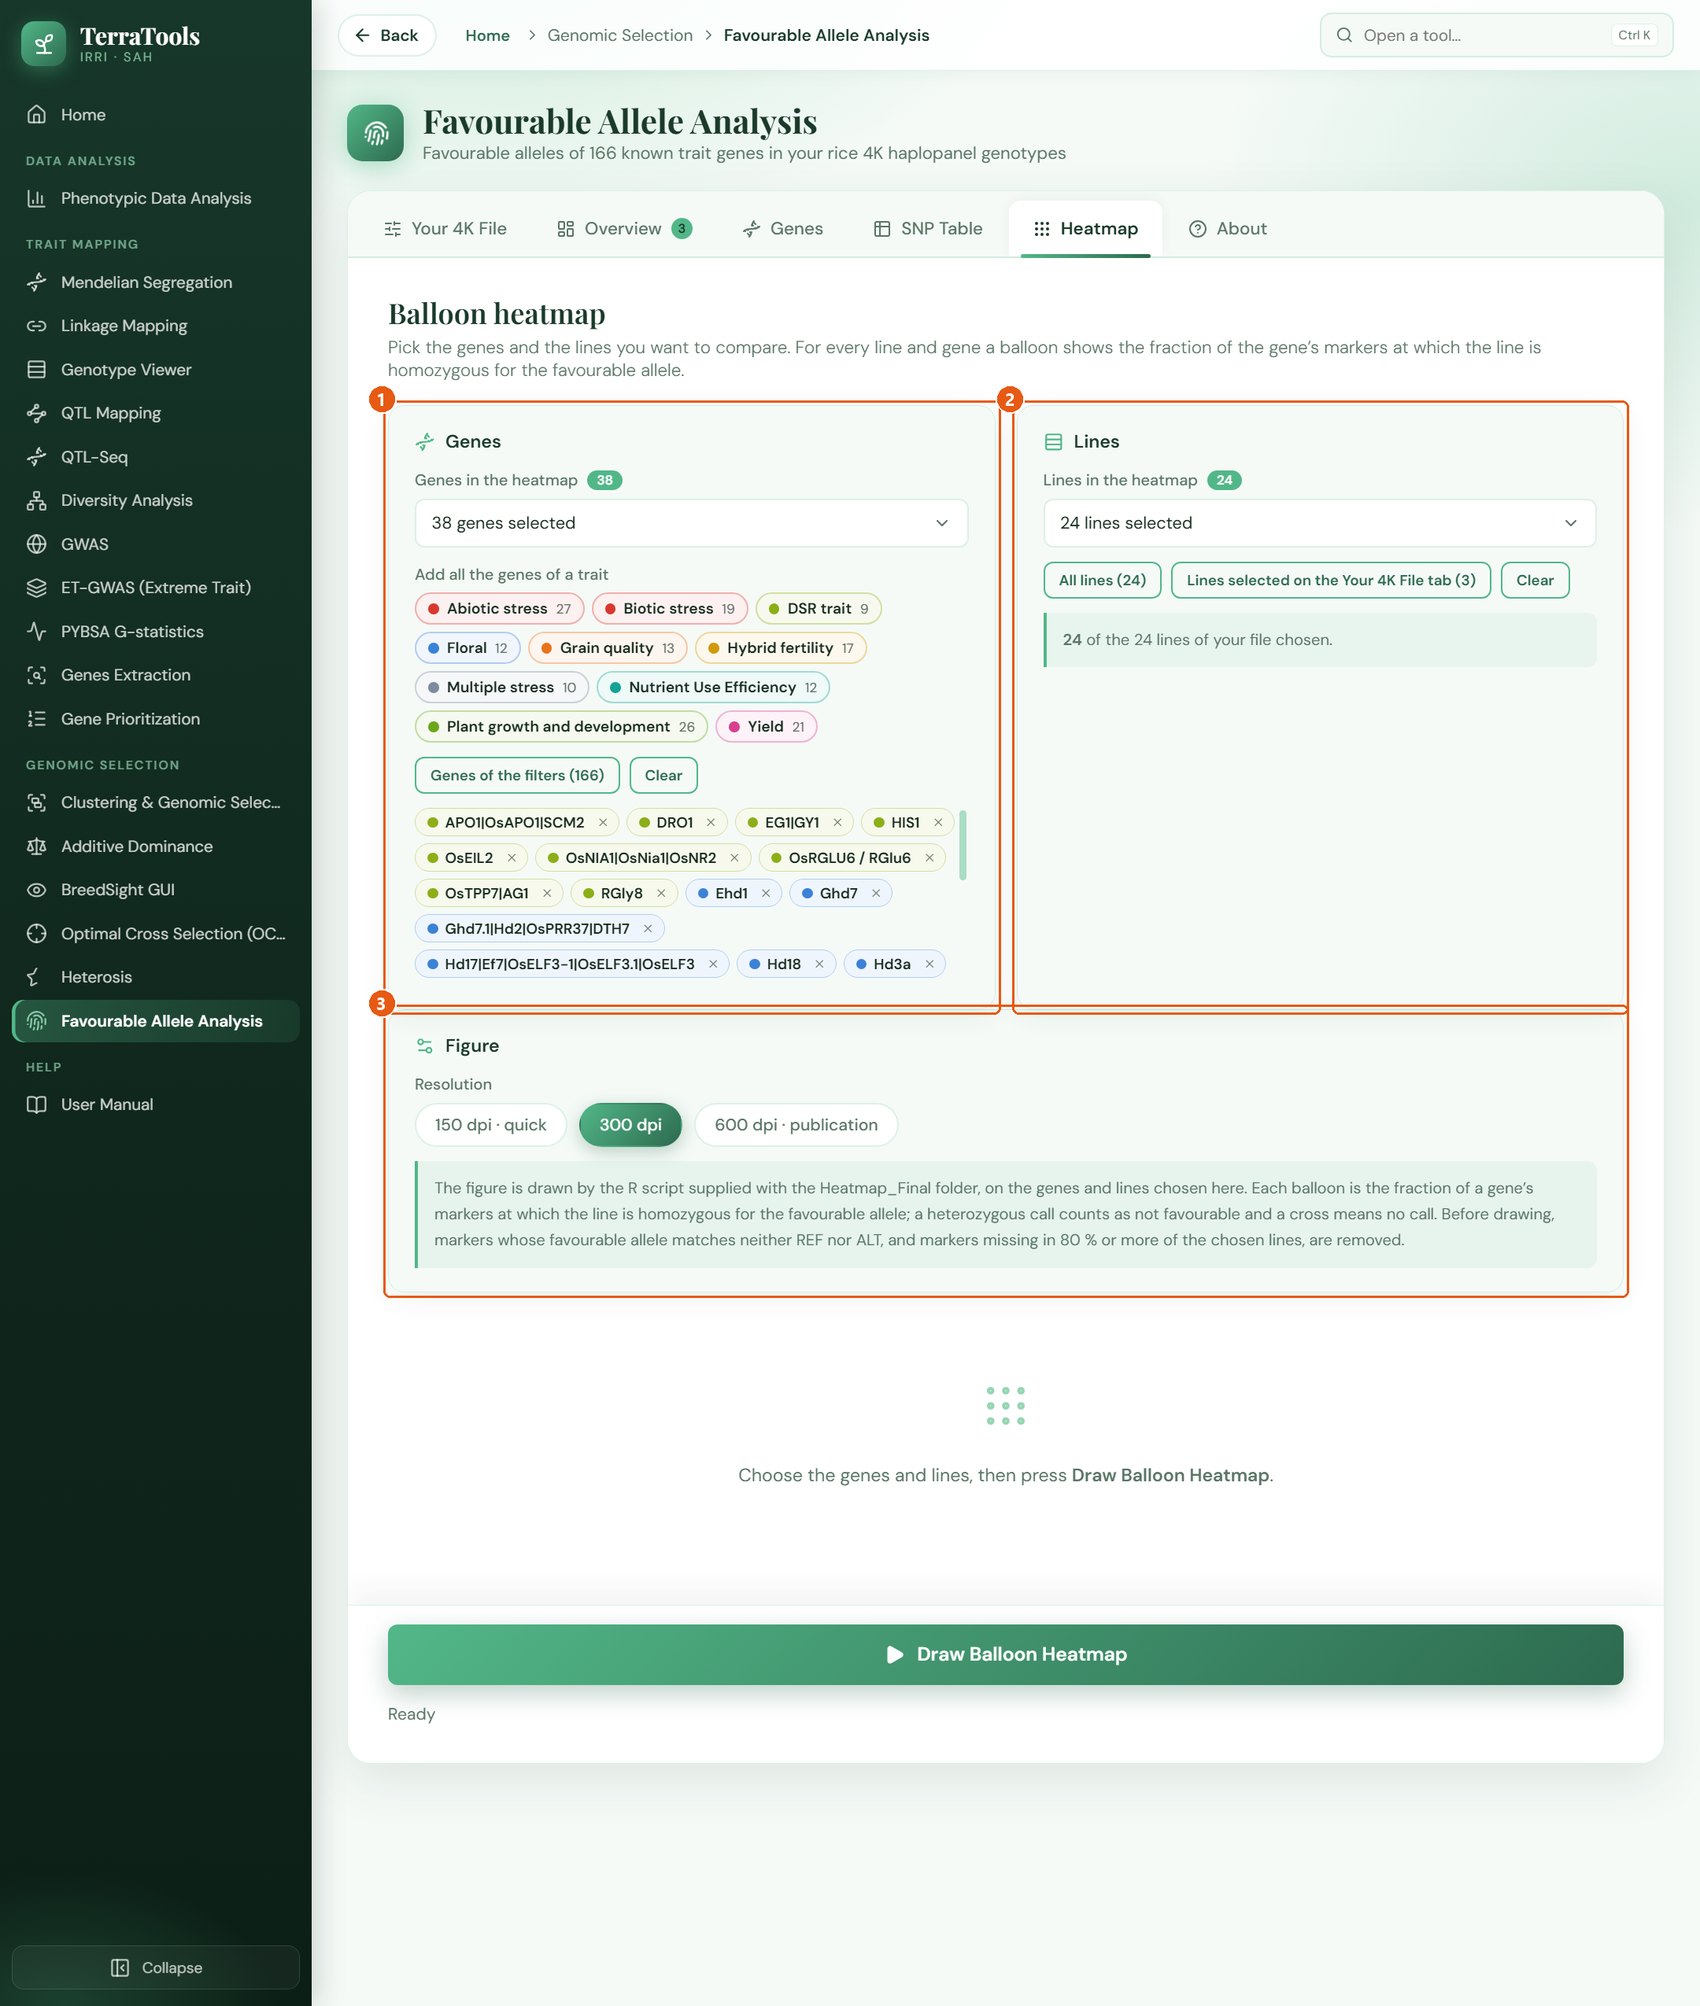 TerraTools
IRRI · SAH
Home
DATA ANALYSIS
Phenotypic Data Analysis
TRAIT MAPPING
Mendelian Segregation
Linkage Mapping
Genotype Viewer
QTL Mapping
QTL-Seq
Diversity Analysis
GWAS
ET-GWAS (Extreme Trait)
PYBSA G-statistics
Genes Extraction
Gene Prioritization
GENOMIC SELECTION
Clustering & Genomic Selec...
Additive Dominance
BreedSight GUI
Optimal Cross Selection (OC...
Heterosis
Favourable Allele Analysis
HELP
User Manual
Collapse
Back Home > Genomic Selection > Favourable Allele Analysis Open a tool... Ctrl K
Favourable Allele Analysis
Favourable alleles of 166 known trait genes in your rice 4K haplopanel genotypes
Your 4K File Overview 3 Genes SNP Table Heatmap About
Balloon heatmap
Pick the genes and the lines you want to compare. For every line and gene a balloon shows the fraction of the gene's markers at which the line is
homozygous for the favourable allele.
1
Genes
Genes in the heatmap 38
38 genes selected
Add all the genes of a trait
Abiotic stress 27 Biotic stress 19 DSR trait 9
Floral 12 Grain quality 13 Hybrid fertility 17
Multiple stress 10 Nutrient Use Efficiency 12
Plant growth and development 26 Yield 21
Genes of the filters (166) Clear
APO1|OsAPO1|SCM2 × DRO1 × EG1|GY1 × HIS1 ×
OsEIL2 × OsNIA1|OsNia1|OsNR2 × OsRGLU6 / RGlu6 ×
OsTPP7|AG1 × RGly8 × Ehd1 × Ghd7 ×
Ghd7.1|Hd2|OsPRR37|DTH7 ×
Hd17|Ef7|OsELF3-1|OsELF3.1|OsELF3 × Hd18 × Hd3a ×
2
Lines
Lines in the heatmap 24
24 lines selected
All lines (24) Lines selected on the Your 4K File tab (3) Clear
24 of the 24 lines of your file chosen.
3
Figure
Resolution
150 dpi · quick 300 dpi 600 dpi · publication
The figure is drawn by the R script supplied with the Heatmap_Final folder, on the genes and lines chosen here. Each balloon is the fraction of a gene's
markers at which the line is homozygous for the favourable allele; a heterozygous call counts as not favourable and a cross means no call. Before drawing,
markers whose favourable allele matches neither REF nor ALT, and markers missing in 80 % or more of the chosen lines, are removed.
Choose the genes and lines, then press Draw Balloon Heatmap.
Draw Balloon Heatmap
Ready